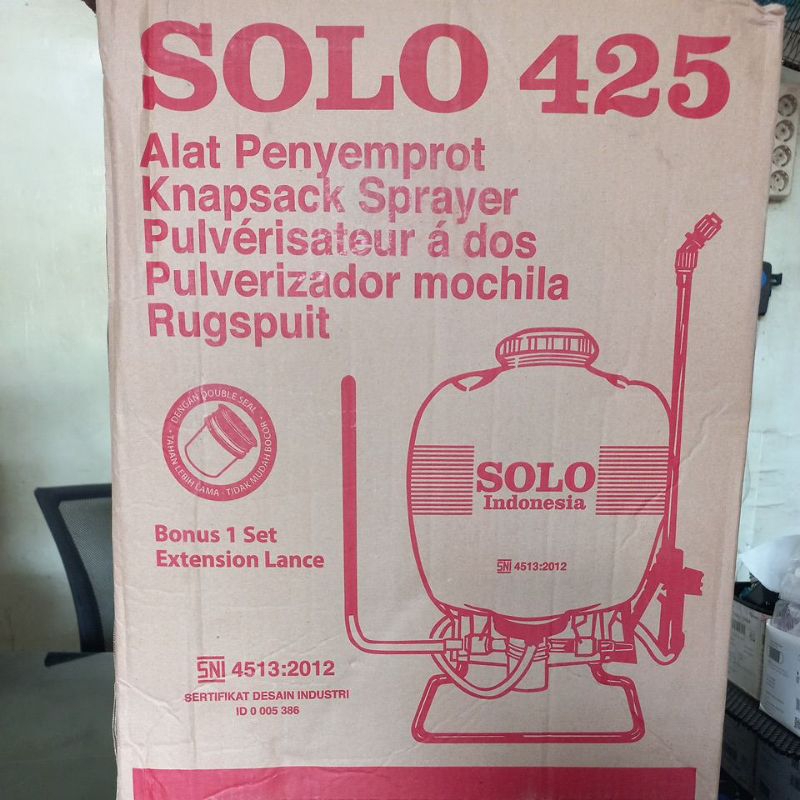 SOLO 425
Alat Penyemprot
Knapsack Sprayer
Pulvérisateur á dos
Pulverizador mochila
Rugspuit
· DENGAN DOUBLE SEAL ·
TAHAN LEBIH LAMA · TIDAK MUDAH BOCOR
Bonus 1 Set
Extension Lance
SOLO
Indonesia
SNI 4513:2012
SNI 4513:2012
SERTIFIKAT DESAIN INDUSTRI
ID 0 005 386